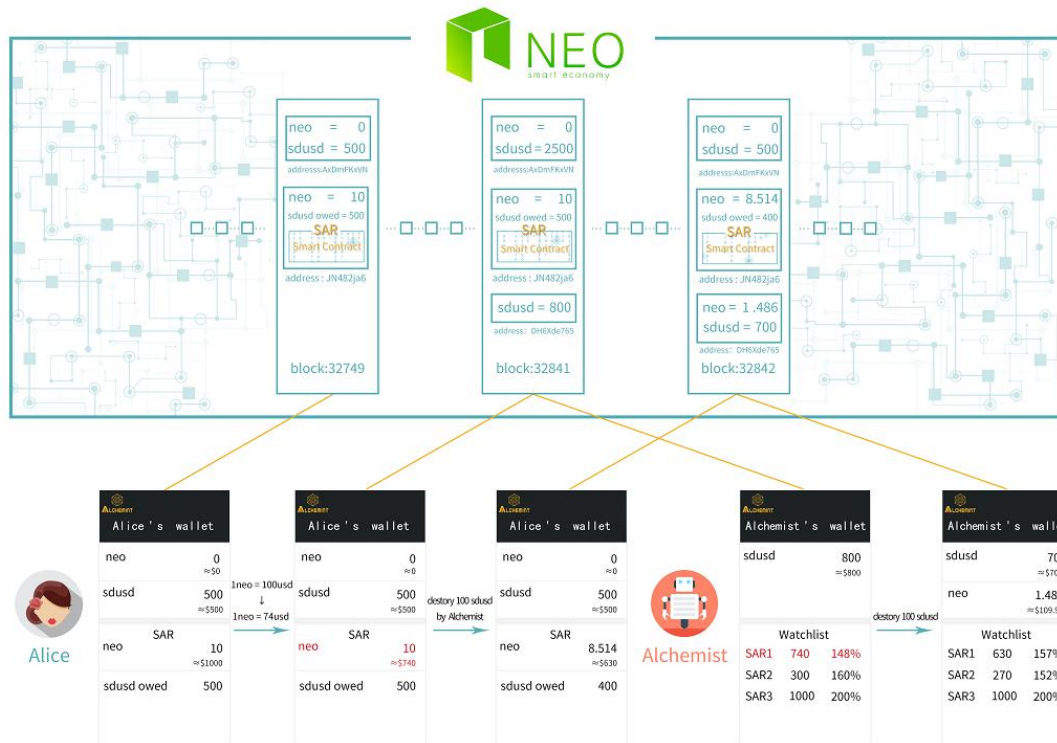 NEO
smart economy
neo = 0
sdusd = 500
addresss:AxDmFKxVN
neo = 10
sdusd owed = 500
SAR
Smart Contract
address : JN482ja6
block:32749
neo = 0
sdusd = 2500
addresss:AxDmFKxVN
neo = 10
sdusd owed = 500
SAR
Smart Contract
address : JN482ja6
sdusd = 800
address: DH6Xde765
block:32841
neo = 0
sdusd = 500
addresss:AxDmFKxVN
neo = 8.514
sdusd owed = 400
SAR
Smart Contract
address : JN482ja6
neo = 1.486
sdusd = 700
address: DH6Xde765
block:32842
Alice
ALCHEMINT
Alice's wallet
neo 0
≈$0
sdusd 500
≈$500
SAR
neo 10
≈$1000
sdusd owed 500
1neo = 100usd
↓
1neo = 74usd
ALCHEMINT
Alice's wallet
neo 0
≈0
sdusd 500
≈$500
SAR
neo 10
≈$740
sdusd owed 500
destory 100 sdusd
by Alchemist
ALCHEMINT
Alice's wallet
neo 0
≈0
sdusd 500
≈$500
SAR
neo 8.514
≈$630
sdusd owed 400
Alchemist
ALCHEMINT
Alchemist's wallet
sdusd 800
≈$800
Watchlist
SAR1 740 148%
SAR2 300 160%
SAR3 1000 200%
destory 100 sdusd
ALCHEMINT
Alchemist's
sdusd
neo
Watchlist
SAR1 630 157%
SAR2 270 152%
SAR3 1000 200%